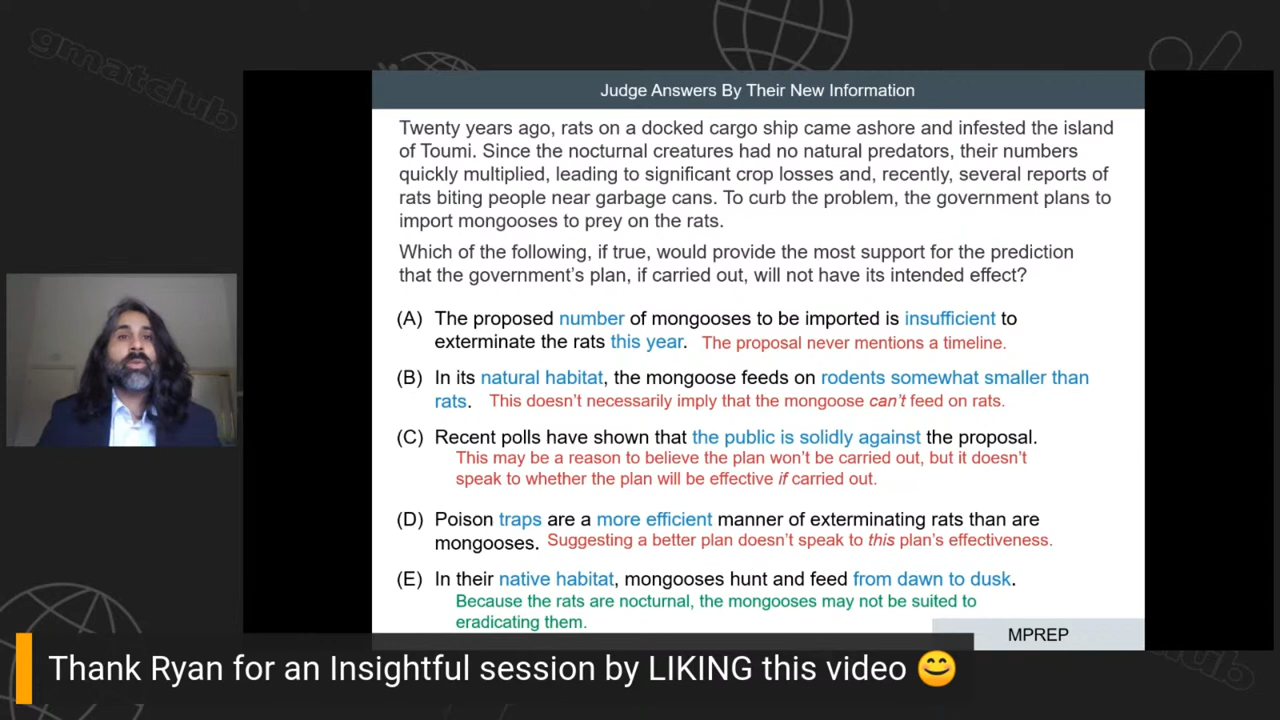 gmatclub
Judge Answers By Their New Information
Twenty years ago, rats on a docked cargo ship came ashore and infested the island
of Toumi. Since the nocturnal creatures had no natural predators, their numbers
quickly multiplied, leading to significant crop losses and, recently, several reports of
rats biting people near garbage cans. To curb the problem, the government plans to
import mongooses to prey on the rats.
Which of the following, if true, would provide the most support for the prediction
that the government's plan, if carried out, will not have its intended effect?
(A) The proposed number of mongooses to be imported is insufficient to
exterminate the rats this year. The proposal never mentions a timeline.
(B) In its natural habitat, the mongoose feeds on rodents somewhat smaller than
rats. This doesn't necessarily imply that the mongoose can't feed on rats.
(C) Recent polls have shown that the public is solidly against the proposal.
This may be a reason to believe the plan won't be carried out, but it doesn't
speak to whether the plan will be effective if carried out.
(D) Poison traps are a more efficient manner of exterminating rats than are
mongooses. Suggesting a better plan doesn't speak to this plan's effectiveness.
(E) In their native habitat, mongooses hunt and feed from dawn to dusk.
Because the rats are nocturnal, the mongooses may not be suited to
eradicating them.
MPREP
Thank Ryan for an Insightful session by LIKING this video 😊